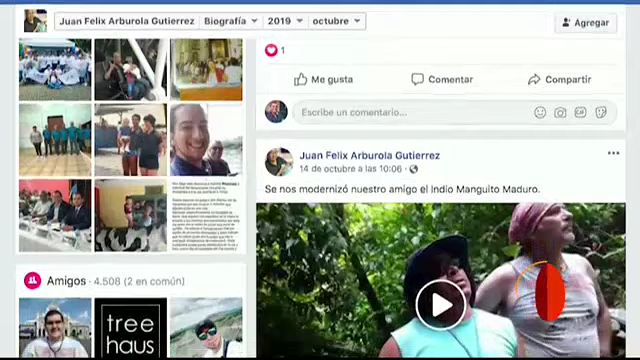 Juan Felix Arburola Gutierrez Biografía 2019 octubre Agregar
1
Me gusta Comentar Compartir
Escribe un comentario...
GIF
Juan Felix Arburola Gutierrez
14 de octubre a las 10:06 ·
Se nos modernizó nuestro amigo el Indio Manguito Maduro.
Amigos · 4.508 (2 en común)
tree
haus